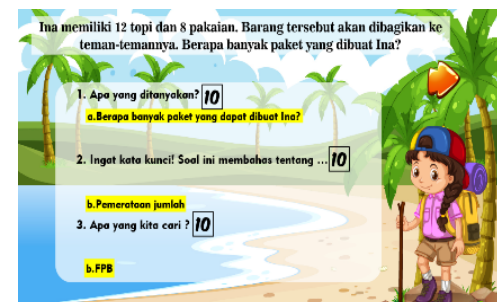 Ina memiliki 12 topi dan 8 pakaian. Barang tersebut akan dibagikan ke
teman-temannya. Berapa banyak paket yang dibuat Ina?
1. Apa yang ditanyakan? 10
a.Berapa banyak paket yang dapat dibuat Ina?
2. Ingat kata kunci! Soal ini membahas tentang ... 10
b.Pemerataan jumlah
3. Apa yang kita cari ? 10
b.FPB